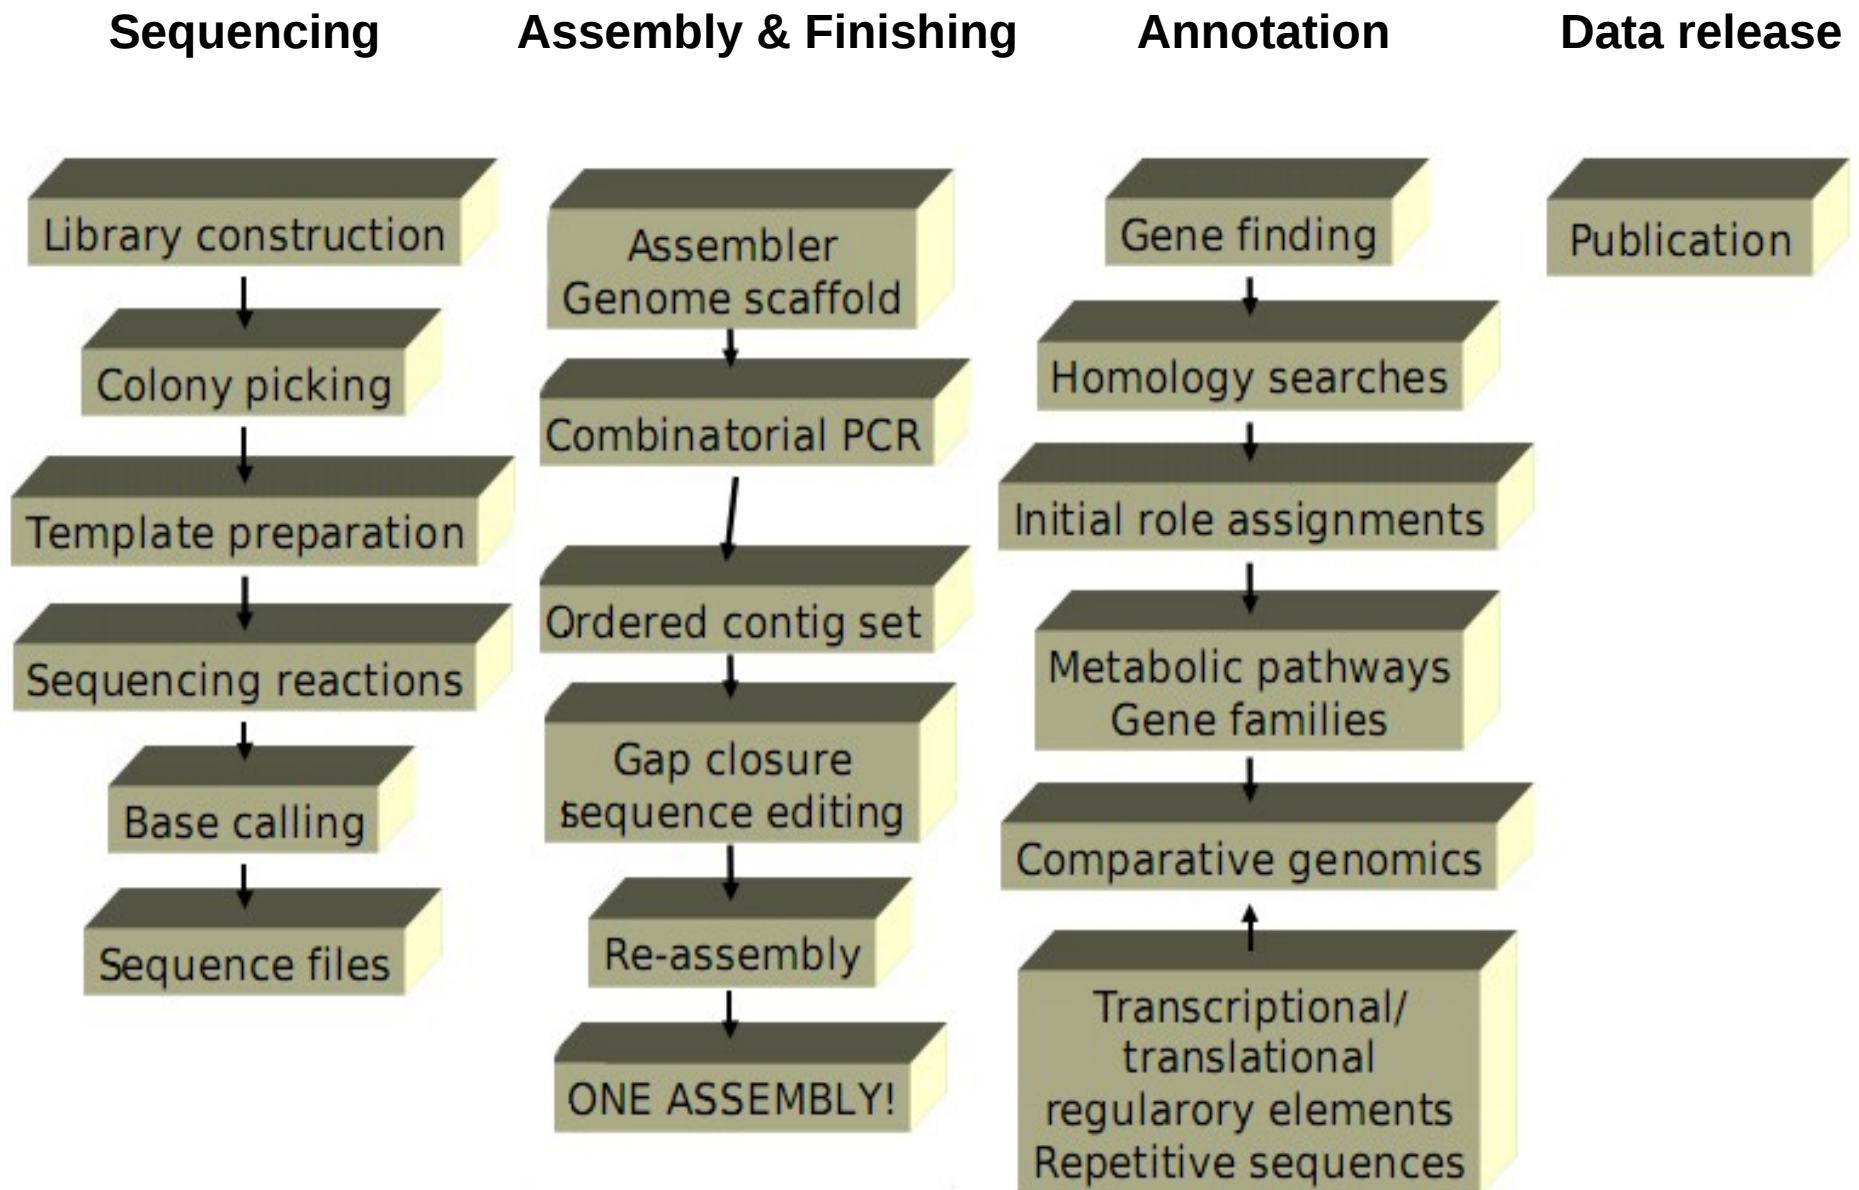 Sequencing
Assembly & Finishing
Annotation
Data release
Library construction
Colony picking
Template preparation
Sequencing reactions
Base calling
Sequence files
Assembler
Genome scaffold
Combinatorial PCR
Ordered contig set
Gap closure
sequence editing
Re-assembly
ONE ASSEMBLY!
Gene finding
Homology searches
Initial role assignments
Metabolic pathways
Gene families
Comparative genomics
Transcriptional/
translational
regularory elements
Repetitive sequences
Publication